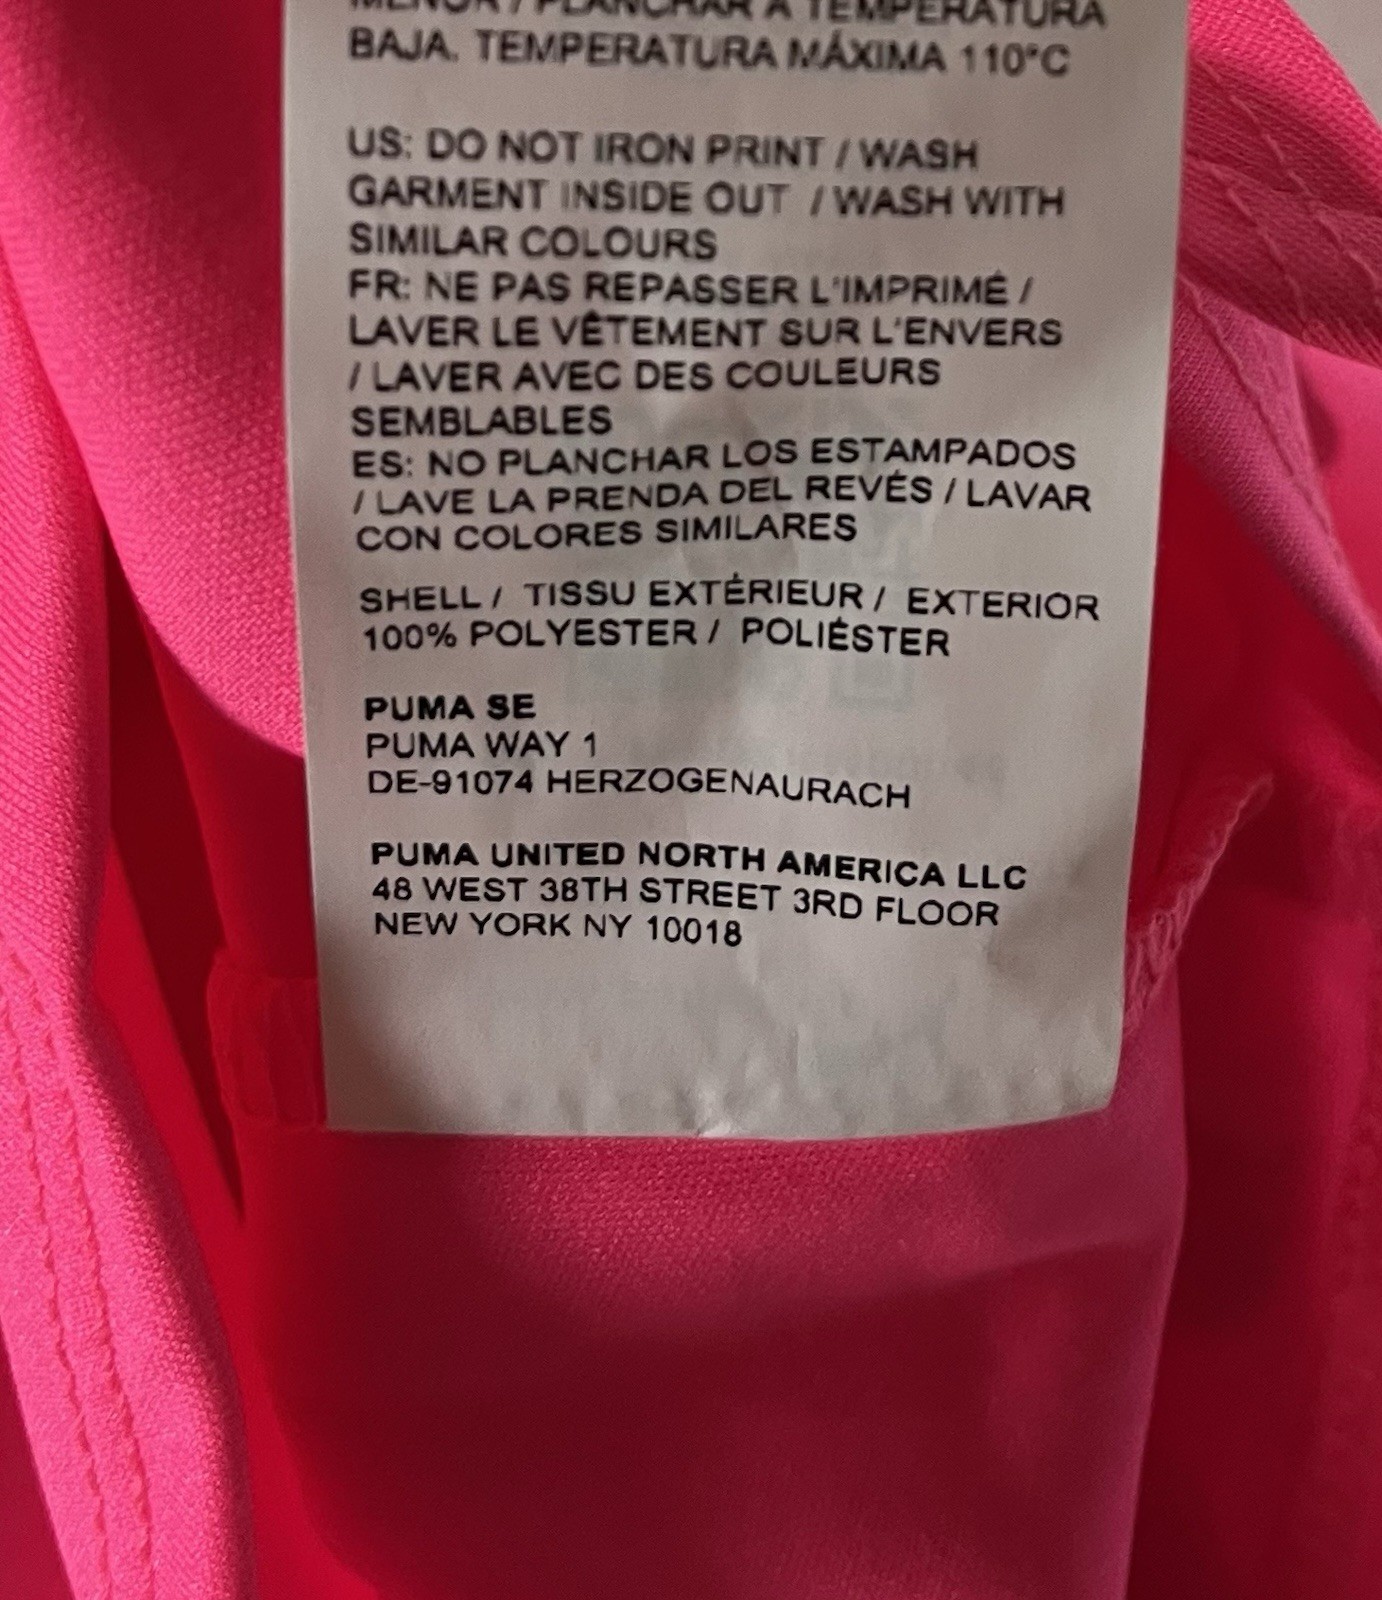 MENOR / PLANCHAR A TEMPERATURA
BAJA. TEMPERATURA MÁXIMA 110°C
US: DO NOT IRON PRINT / WASH
GARMENT INSIDE OUT / WASH WITH
SIMILAR COLOURS
FR: NE PAS REPASSER L'IMPRIMÉ /
LAVER LE VÊTEMENT SUR L'ENVERS
/ LAVER AVEC DES COULEURS
SEMBLABLES
ES: NO PLANCHAR LOS ESTAMPADOS
/ LAVE LA PRENDA DEL REVÉS / LAVAR
CON COLORES SIMILARES
SHELL / TISSU EXTÉRIEUR / EXTERIOR
100% POLYESTER / POLIÉSTER
PUMA SE
PUMA WAY 1
DE-91074 HERZOGENAURACH
PUMA UNITED NORTH AMERICA LLC
48 WEST 38TH STREET 3RD FLOOR
NEW YORK NY 10018